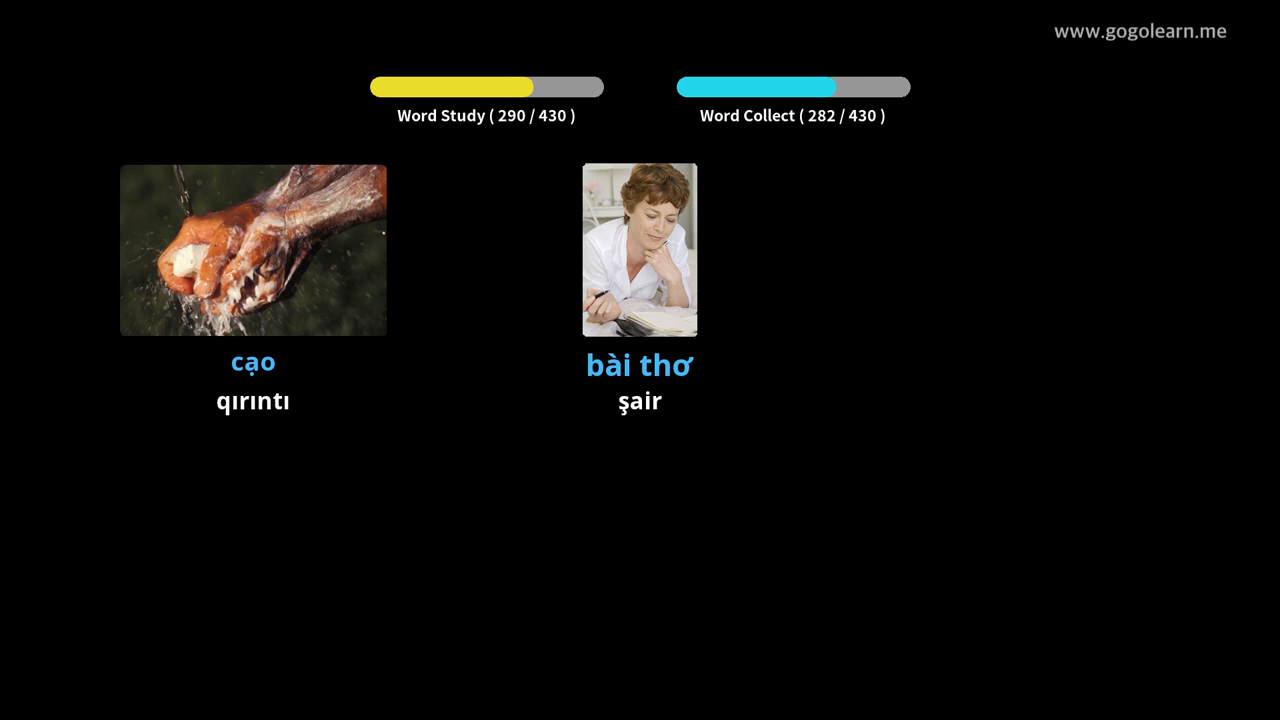 www.gogolearn.me
Word Study ( 290 / 430 )
Word Collect ( 282 / 430 )
cạo
qırıntı
bài thơ
şair